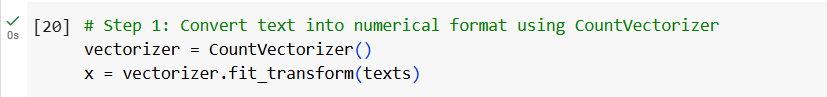 [20] # Step 1: Convert text into numerical format using CountVectorizer
0s vectorizer = CountVectorizer()
x = vectorizer.fit_transform(texts)